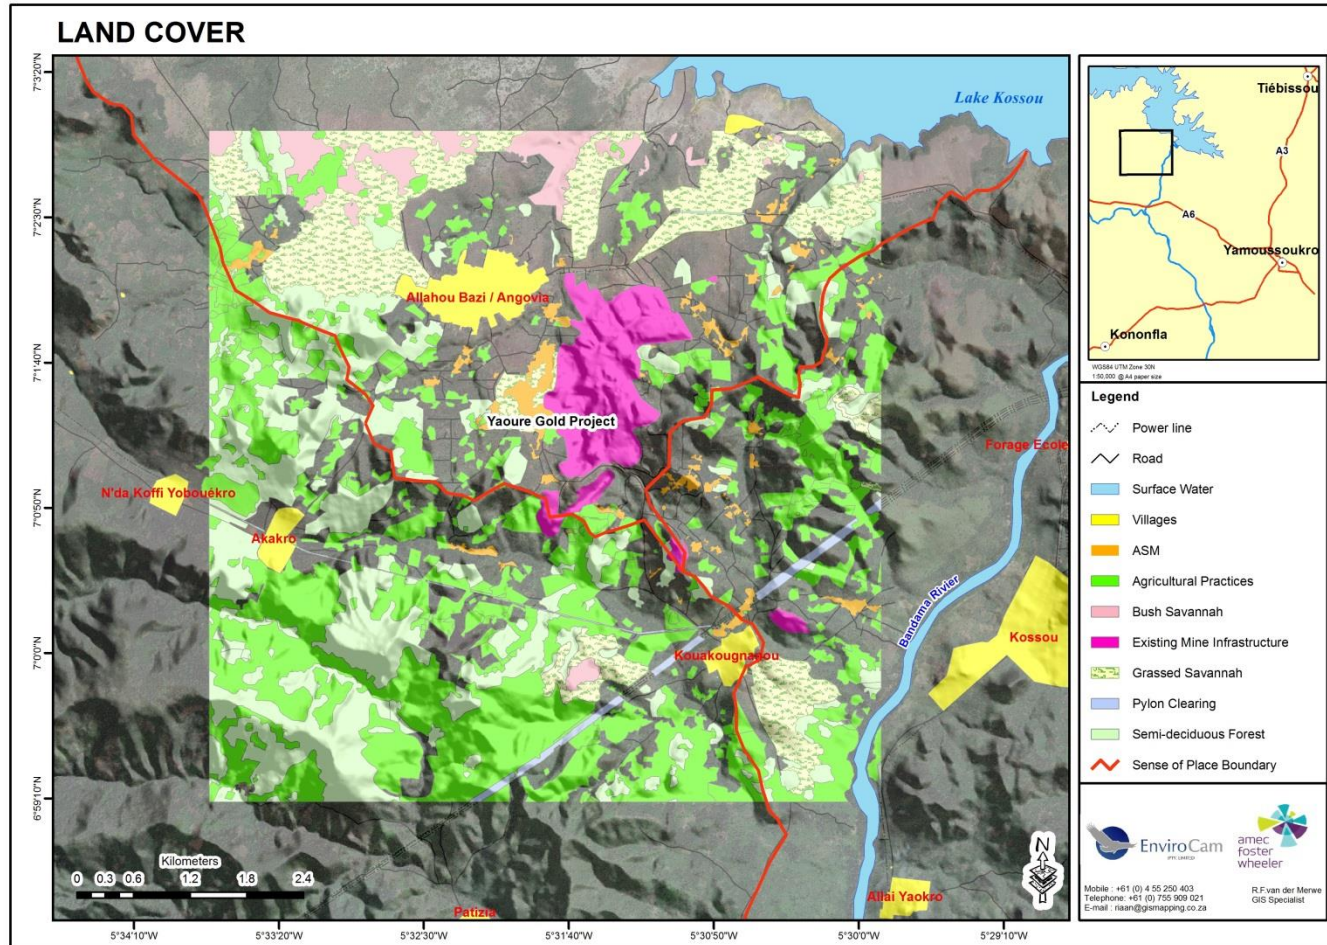 LAND COVER
Lake Kossou
Allahou Bazi / Angovia
Yaoure Gold Project
Forage Ecole
N'da Koffi Yobouèkro
Akakro
Bandama Rivier
Kossou
Kouakougnanou
Allai Yaokro
Patizia
Kilometers
0 0.3 0.6 1.2 1.8 2.4
N
7°3'20"N
7°2'30"N
7°1'40"N
7°0'50"N
7°0'0"N
6°59'10"N
5°34'10"W
5°33'20"W
5°32'30"W
5°31'40"W
5°30'50"W
5°30'0"W
5°29'10"W
Tiébissou
A3
A6
Yamoussoukro
Kononfla
WGS84 UTM Zone 30N
1:50,000 @ A4 paper size
Legend
Power line
Road
Surface Water
Villages
ASM
Agricultural Practices
Bush Savannah
Existing Mine Infrastructure
Grassed Savannah
Pylon Clearing
Semi-deciduous Forest
Sense of Place Boundary
EnviroCam
amec
foster
wheeler
Mobile : +61 (0) 4 55 250 403
Telephone: +61 (0) 755 909 021
E-mail : riaan@gismapping.co.za
R.F.van der Merwe
GIS Specialist